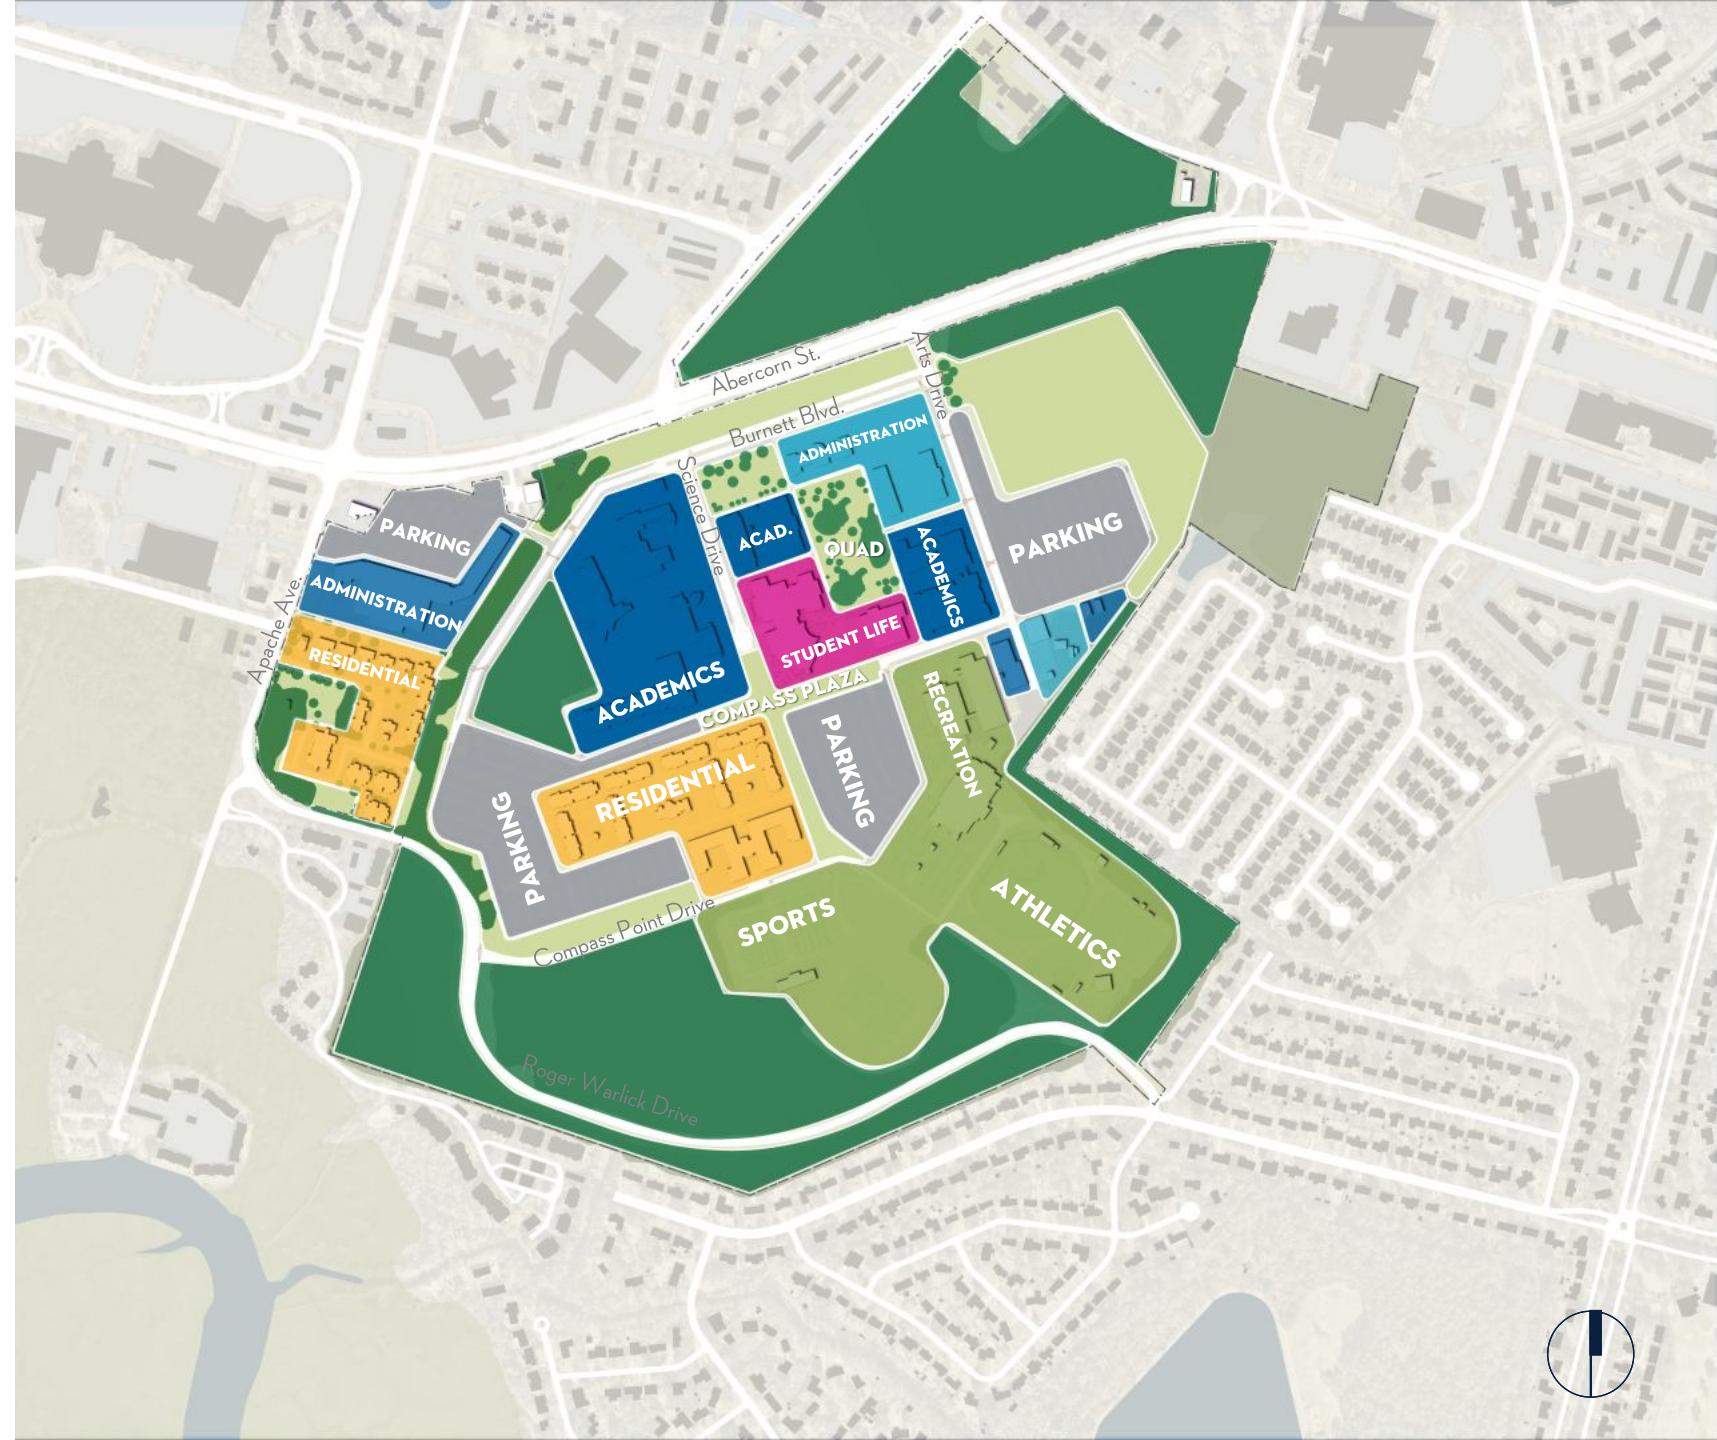 Abercorn St.
Arts Drive
Burnett Blvd.
ADMINISTRATION
Science Drive
PARKING
ACAD.
QUAD
ACADEMICS
PARKING
ADMINISTRATION
Apache Ave.
RESIDENTIAL
STUDENT LIFE
ACADEMICS
COMPASS PLAZA
RECREATION
PARKING
RESIDENTIAL
PARKING
SPORTS
ATHLETICS
Compass Point Drive
Roger Warlick Drive